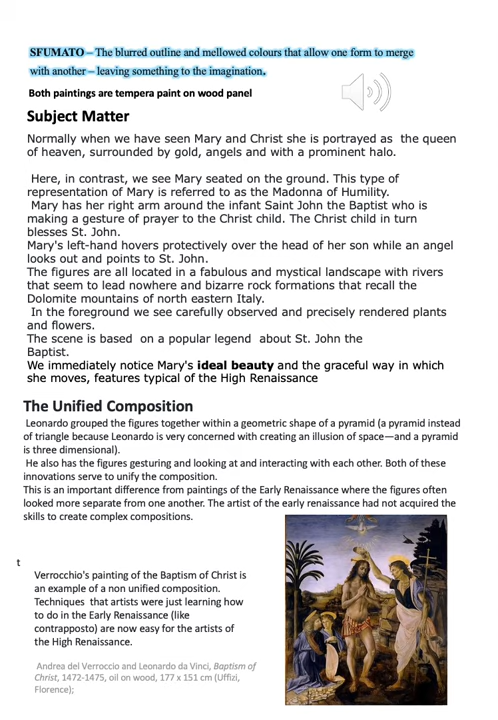 SFUMATO – The blurred outline and mellowed colours that allow one form to merge
with another – leaving something to the imagination.
Both paintings are tempera paint on wood panel
Subject Matter
Normally when we have seen Mary and Christ she is portrayed as the queen
of heaven, surrounded by gold, angels and with a prominent halo.
Here, in contrast, we see Mary seated on the ground. This type of
representation of Mary is referred to as the Madonna of Humility.
Mary has her right arm around the infant Saint John the Baptist who is
making a gesture of prayer to the Christ child. The Christ child in turn
blesses St. John.
Mary's left-hand hovers protectively over the head of her son while an angel
looks out and points to St. John.
The figures are all located in a fabulous and mystical landscape with rivers
that seem to lead nowhere and bizarre rock formations that recall the
Dolomite mountains of north eastern Italy.
In the foreground we see carefully observed and precisely rendered plants
and flowers.
The scene is based on a popular legend about St. John the
Baptist.
We immediately notice Mary's ideal beauty and the graceful way in which
she moves, features typical of the High Renaissance
The Unified Composition
Leonardo grouped the figures together within a geometric shape of a pyramid (a pyramid instead
of triangle because Leonardo is very concerned with creating an illusion of space—and a pyramid
is three dimensional).
He also has the figures gesturing and looking at and interacting with each other. Both of these
innovations serve to unify the composition.
This is an important difference from paintings of the Early Renaissance where the figures often
looked more separate from one another. The artist of the early renaissance had not acquired the
skills to create complex compositions.
t
Verrocchio's painting of the Baptism of Christ is
an example of a non unified composition.
Techniques that artists were just learning how
to do in the Early Renaissance (like
contrapposto) are now easy for the artists of
the High Renaissance.
Andrea del Verroccio and Leonardo da Vinci, Baptism of
Christ, 1472-1475, oil on wood, 177 x 151 cm (Uffizi,
Florence);